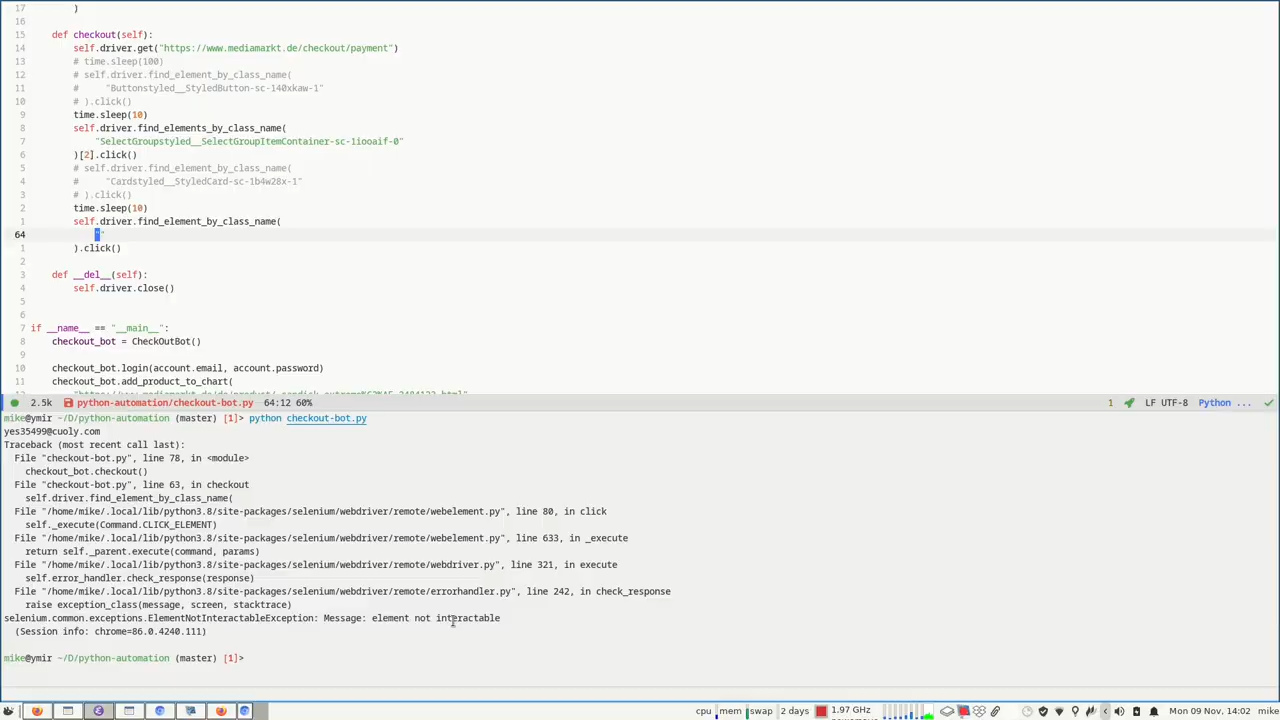 17         )
16
15     def checkout(self):
14         self.driver.get("https://www.mediamarkt.de/checkout/payment")
13         # time.sleep(100)
12         # self.driver.find_element_by_class_name(
11         #     "Buttonstyled__StyledButton-sc-140xkaw-1"
10         # ).click()
9         time.sleep(10)
8         self.driver.find_elements_by_class_name(
7             "SelectGroupstyled__SelectGroupItemContainer-sc-1iooaif-0"
6         )[2].click()
5         # self.driver.find_element_by_class_name(
4         #     "Cardstyled__StyledCard-sc-1b4w28x-1"
3         # ).click()
2         time.sleep(10)
1         self.driver.find_element_by_class_name(
64             ""
1         ).click()
2
3     def __del__(self):
4         self.driver.close()
5
6
7 if __name__ == "__main__":
8     checkout_bot = CheckOutBot()
9
10     checkout_bot.login(account.email, account.password)
11     checkout_bot.add_product_to_chart(
2.5k python-automation/checkout-bot.py 64:12 60% 1 LF UTF-8 Python ...
mike@ymir ~/D/python-automation (master) [1]> python checkout-bot.py
yes35499@cuoly.com
Traceback (most recent call last):
  File "checkout-bot.py", line 78, in <module>
    checkout_bot.checkout()
  File "checkout-bot.py", line 63, in checkout
    self.driver.find_element_by_class_name(
  File "/home/mike/.local/lib/python3.8/site-packages/selenium/webdriver/remote/webelement.py", line 80, in click
    self._execute(Command.CLICK_ELEMENT)
  File "/home/mike/.local/lib/python3.8/site-packages/selenium/webdriver/remote/webelement.py", line 633, in _execute
    return self._parent.execute(command, params)
  File "/home/mike/.local/lib/python3.8/site-packages/selenium/webdriver/remote/webdriver.py", line 321, in execute
    self.error_handler.check_response(response)
  File "/home/mike/.local/lib/python3.8/site-packages/selenium/webdriver/remote/errorhandler.py", line 242, in check_response
    raise exception_class(message, screen, stacktrace)
selenium.common.exceptions.ElementNotInteractableException: Message: element not interactable
  (Session info: chrome=86.0.4240.111)
mike@ymir ~/D/python-automation (master) [1]>
cpu mem swap 2 days 1.97 GHz Mon 09 Nov, 14:02 mike